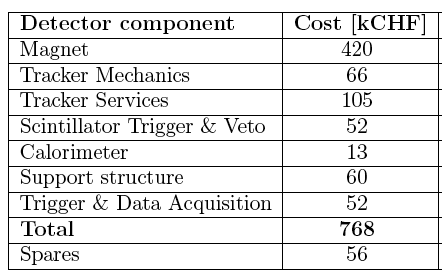 Detector component Cost [kCHF]
Magnet 420
Tracker Mechanics 66
Tracker Services 105
Scintillator Trigger & Veto 52
Calorimeter 13
Support structure 60
Trigger & Data Acquisition 52
Total 768
Spares 56